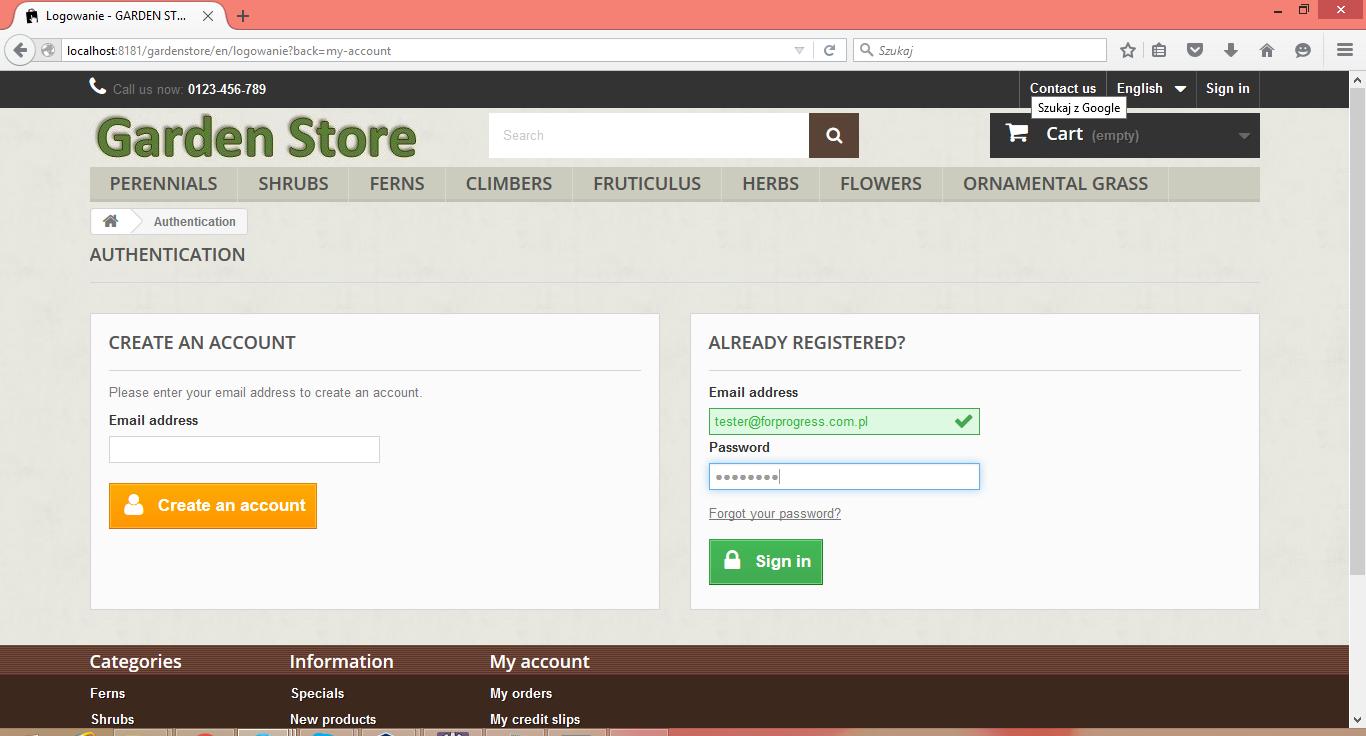 Logowanie - GARDEN ST...
localhost:8181/gardenstore/en/logowanie?back=my-account
Szukaj
Call us now: 0123-456-789
Contact us
English
Sign in
Szukaj z Google
Garden Store
Search
Cart (empty)
PERENNIALS SHRUBS FERNS CLIMBERS FRUTICULUS HERBS FLOWERS ORNAMENTAL GRASS
Authentication
AUTHENTICATION
CREATE AN ACCOUNT
Please enter your email address to create an account.
Email address
Create an account
ALREADY REGISTERED?
Email address
tester@forprogress.com.pl
Password
Forgot your password?
Sign in
Categories
Ferns
Shrubs
Information
Specials
New products
My account
My orders
My credit slips